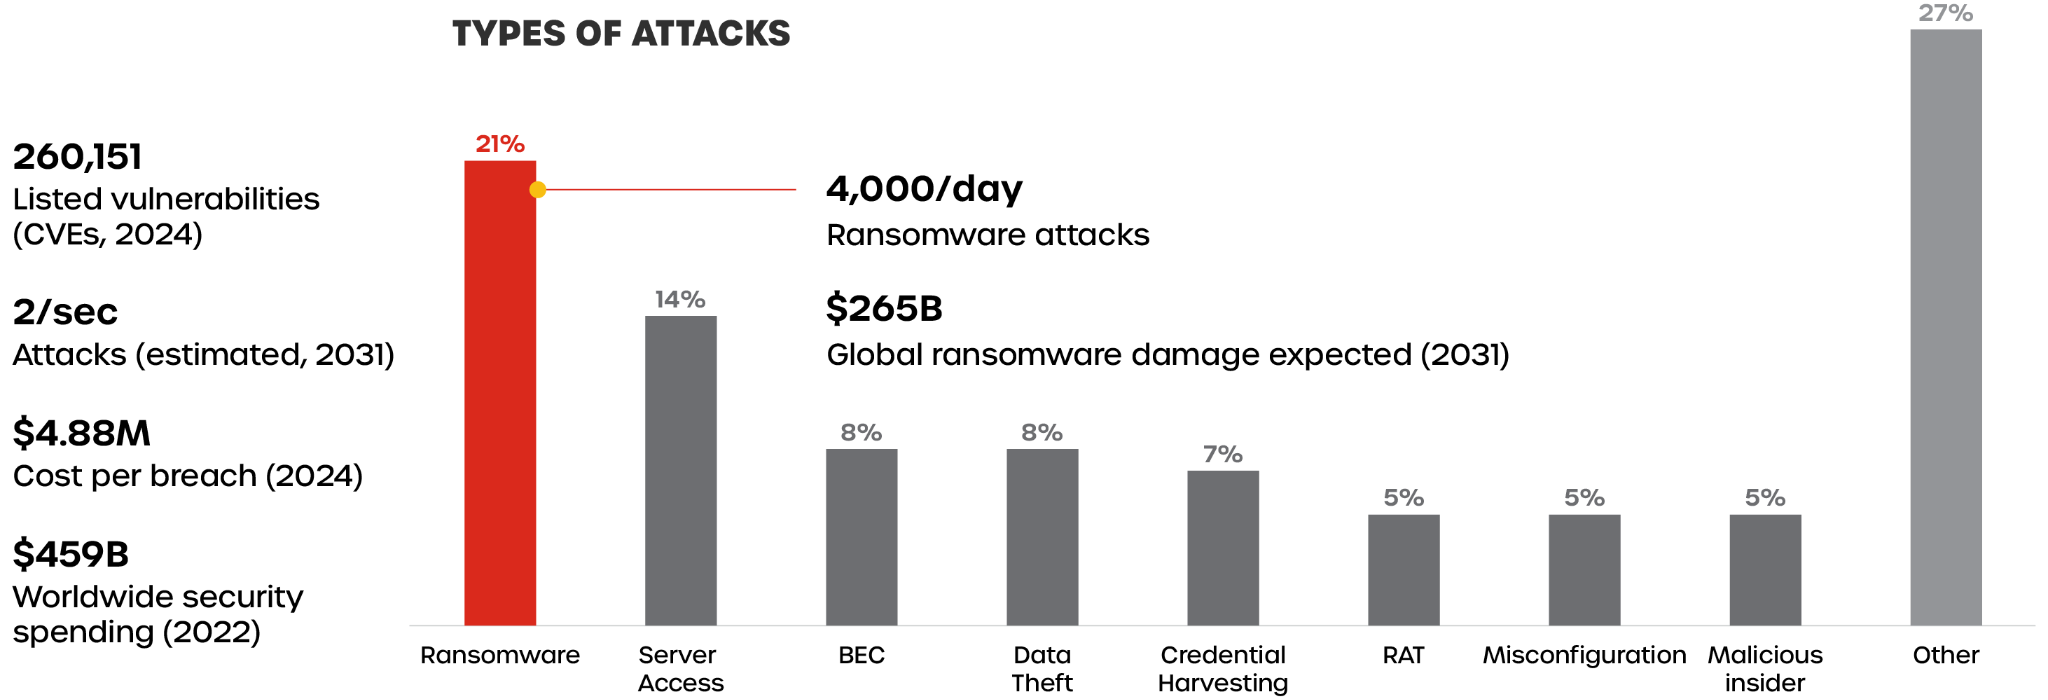 TYPES OF ATTACKS
260,151
Listed vulnerabilities
(CVEs, 2024)
2/sec
Attacks (estimated, 2031)
$4.88M
Cost per breach (2024)
$459B
Worldwide security
spending (2022)
21%
4,000/day
Ransomware attacks
$265B
Global ransomware damage expected (2031)
14%
8%
8%
7%
5%
5%
5%
27%
Ransomware
Server
Access
BEC
Data
Theft
Credential
Harvesting
RAT
Misconfiguration
Malicious
insider
Other